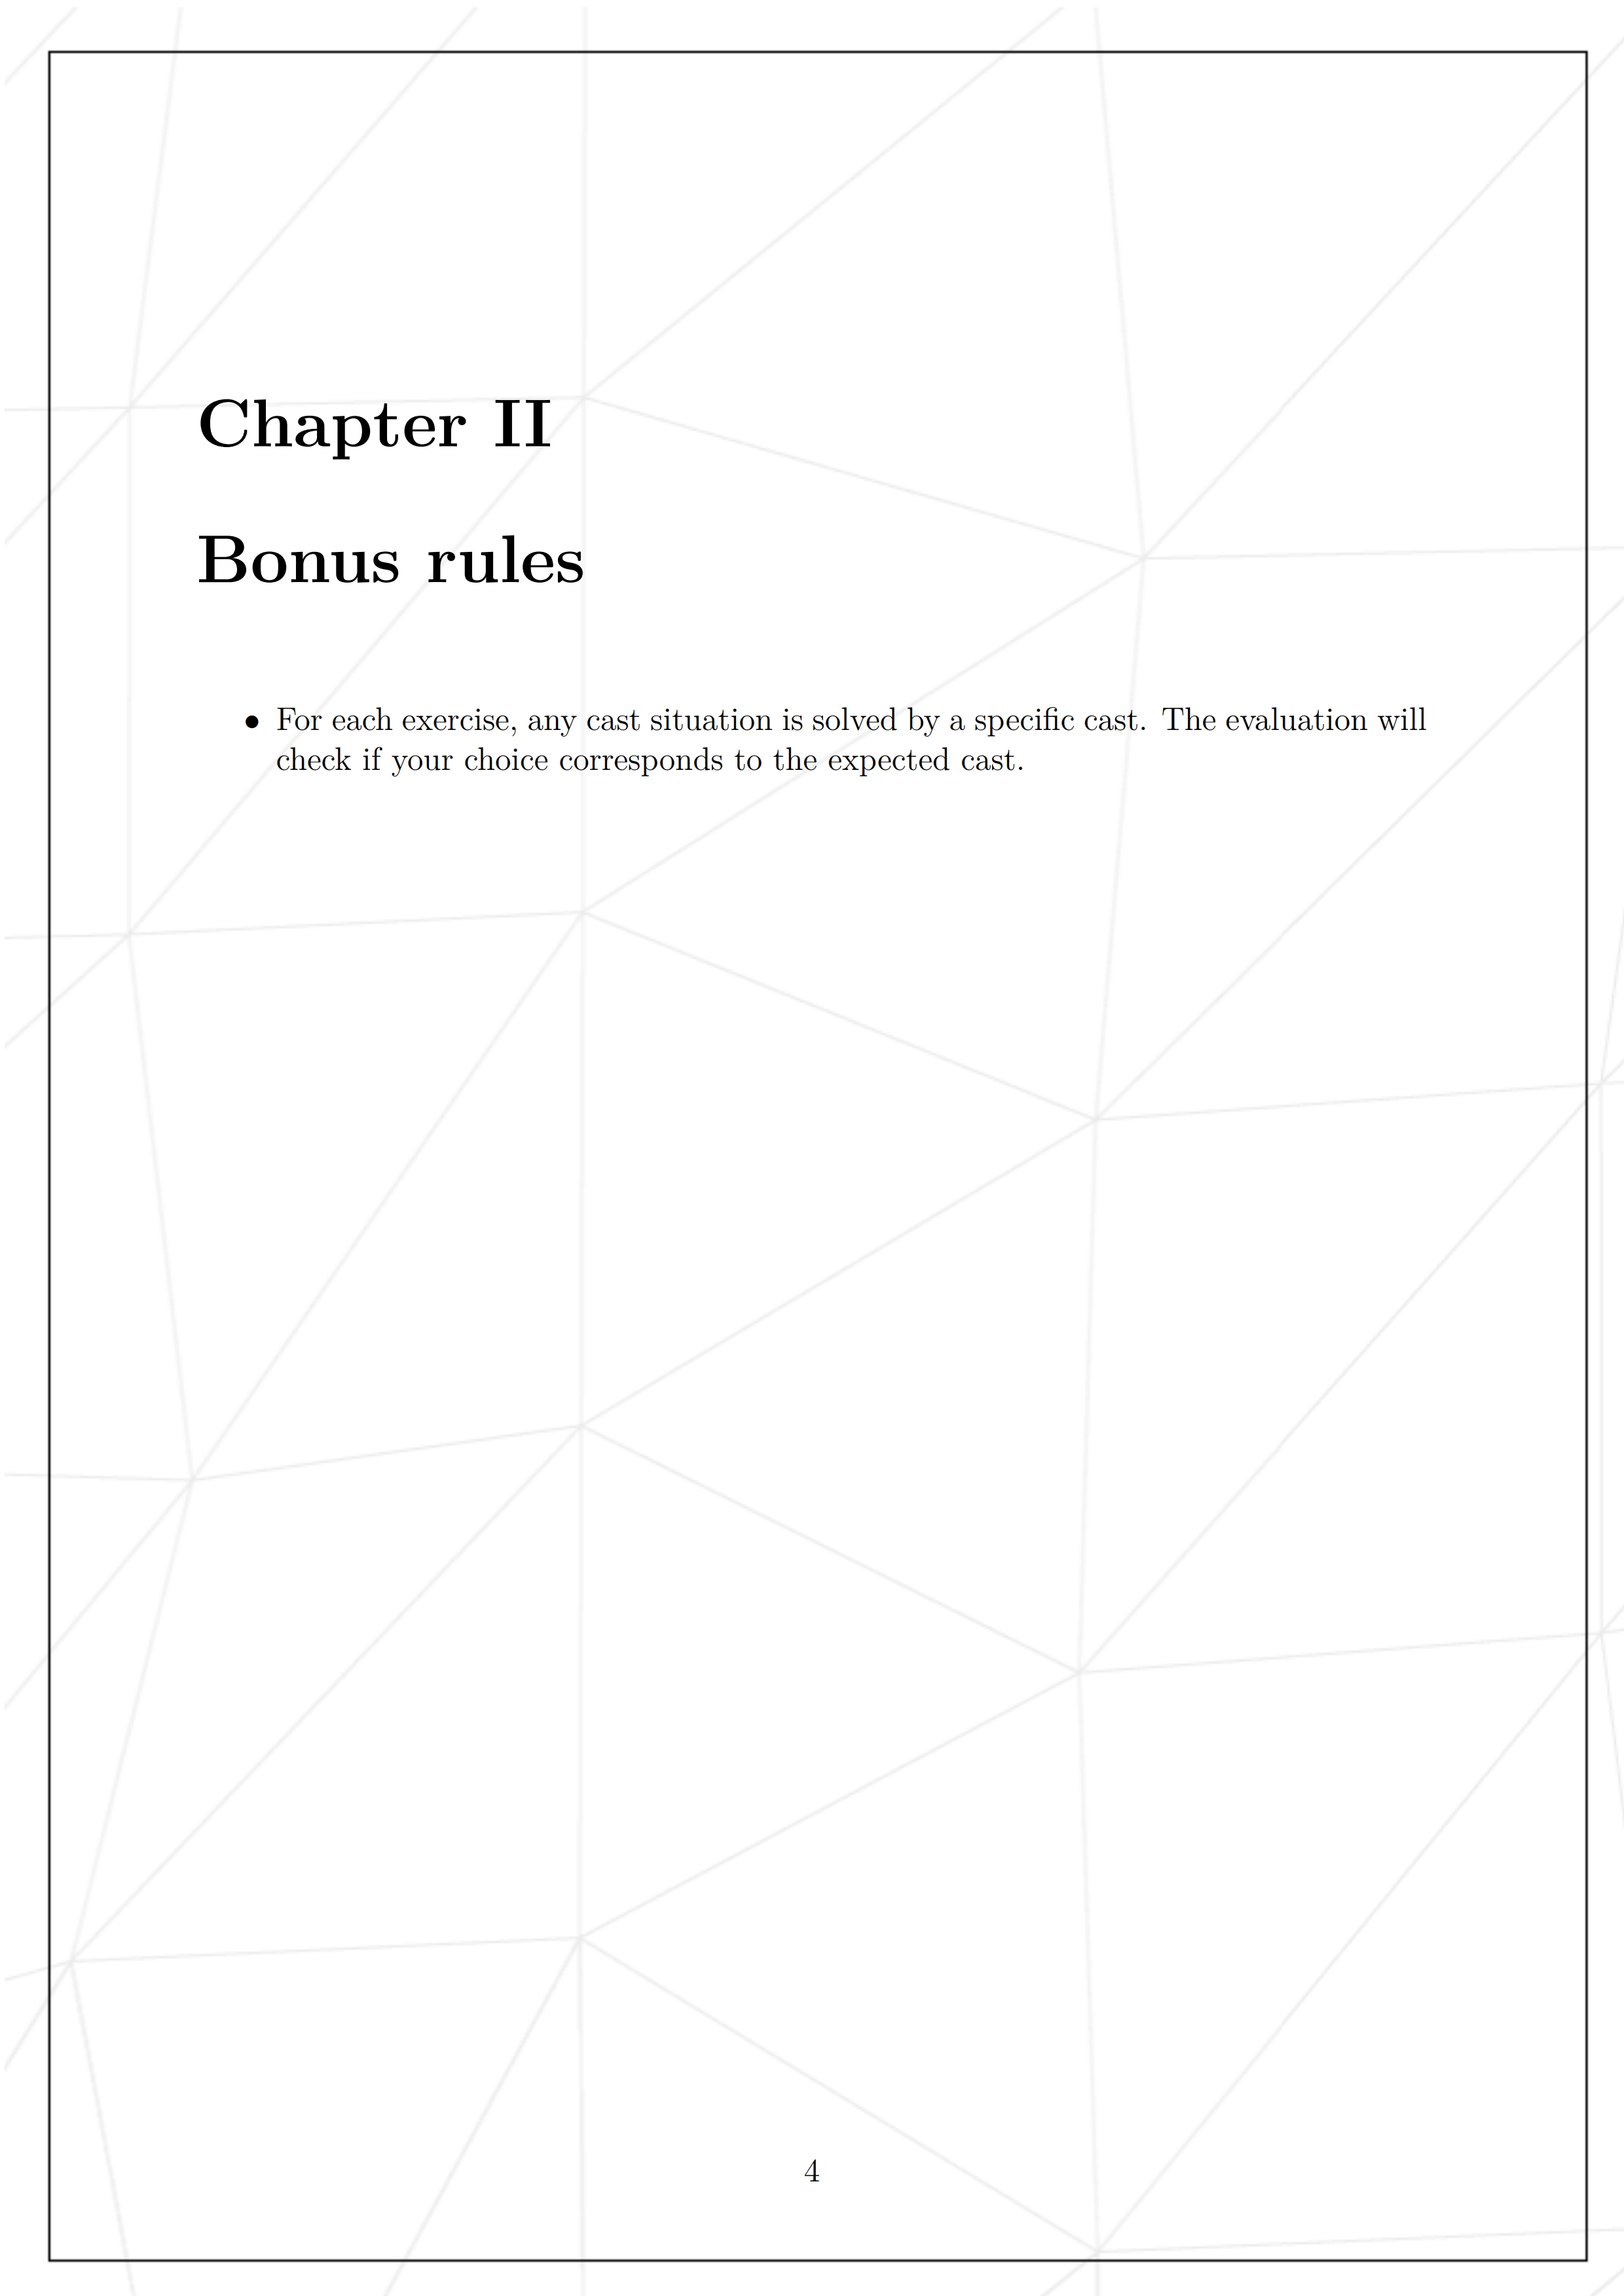 Chapter II
Bonus rules
• For each exercise, any cast situation is solved by a specific cast. The evaluation will
check if your choice corresponds to the expected cast.
4